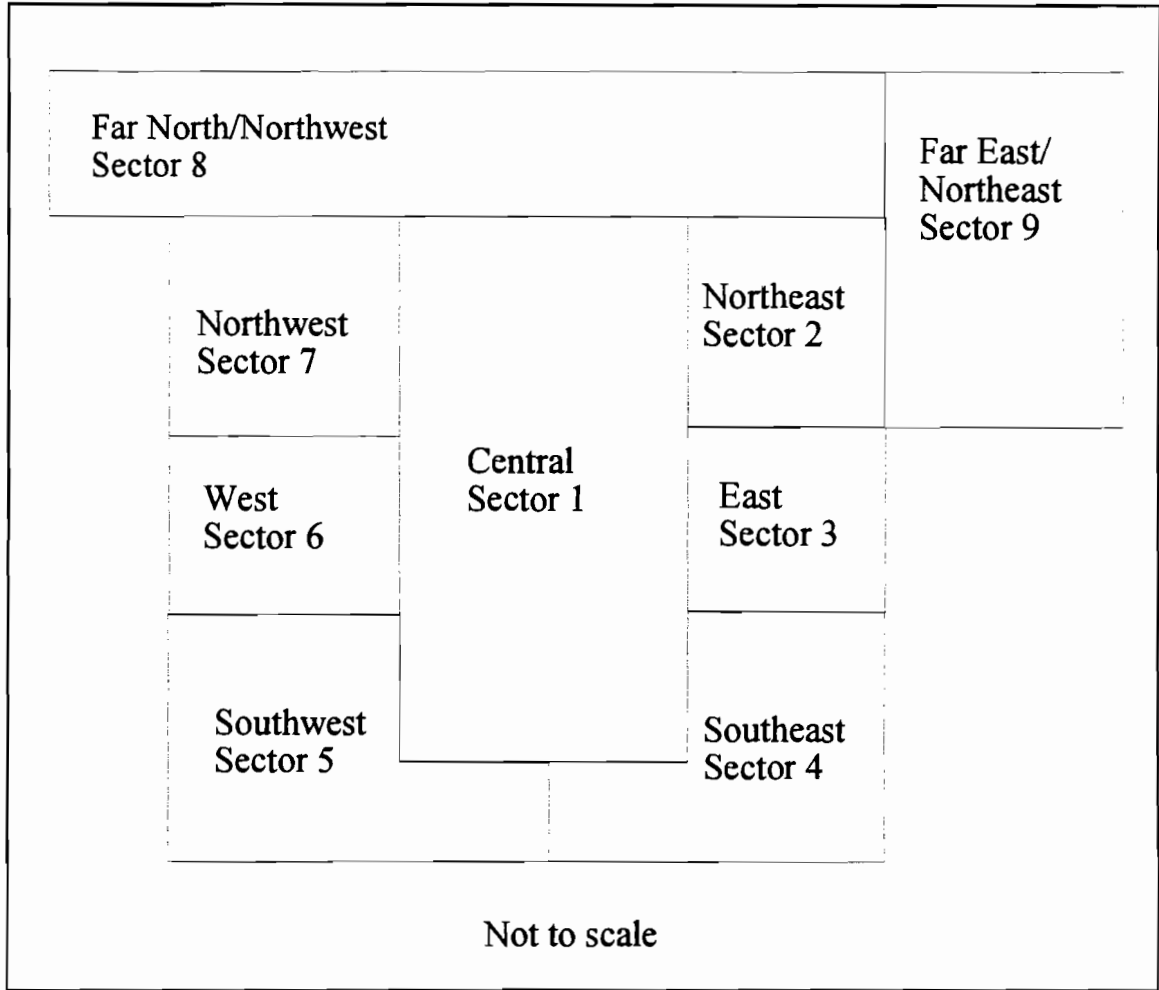 Far North/Northwest
Sector 8
Far East/
Northeast
Sector 9
Northwest
Sector 7
Northeast
Sector 2
Central
Sector 1
West
Sector 6
East
Sector 3
Southwest
Sector 5
Southeast
Sector 4
Not to scale